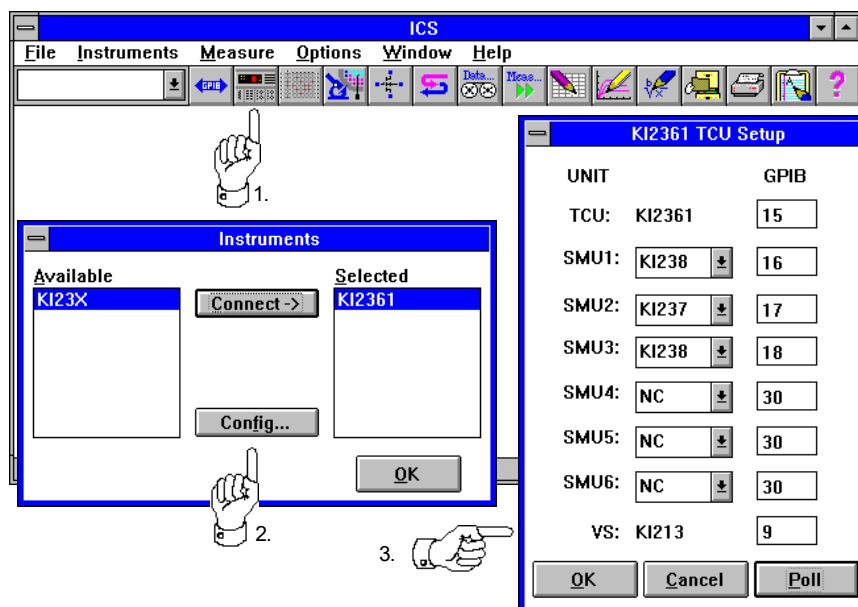 ICS
File Instruments Measure Options Window Help
GPIB Data... Meas... ?
1.
Instruments
Available Selected
KI23X Connect -> KI2361
Config...
OK
2.
3.
KI2361 TCU Setup
UNIT GPIB
TCU: KI2361 15
SMU1: KI238 16
SMU2: KI237 17
SMU3: KI238 18
SMU4: NC 30
SMU5: NC 30
SMU6: NC 30
VS: KI213 9
OK Cancel Poll